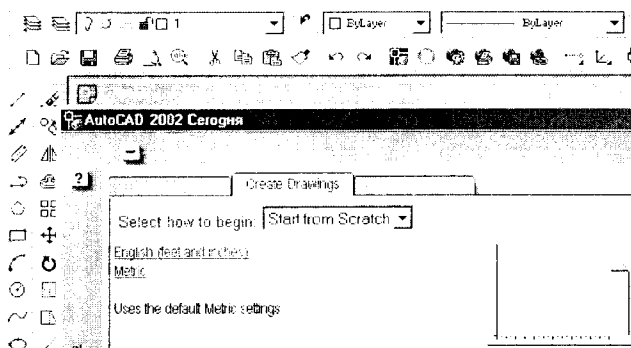 1 ByLayer ByLayer
AutoCAD 2002 Сегодня
?
Create Drawings
Select how to begin: Start from Scratch
English (feet and inches)
Metric
Uses the default Metric settings